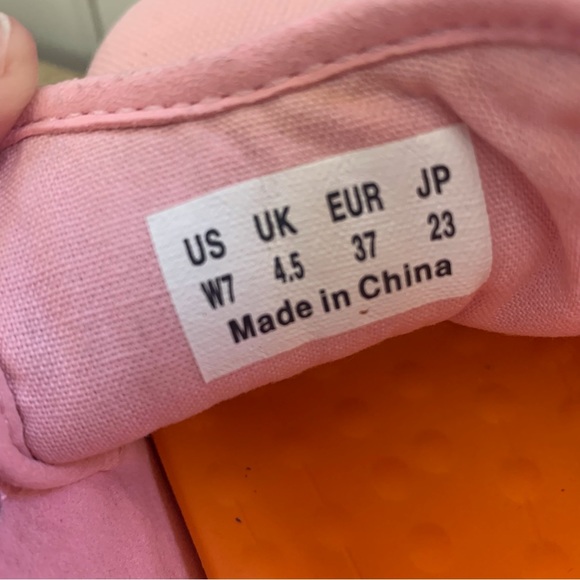 US UK EUR JP
W7 4.5 37 23
Made in China